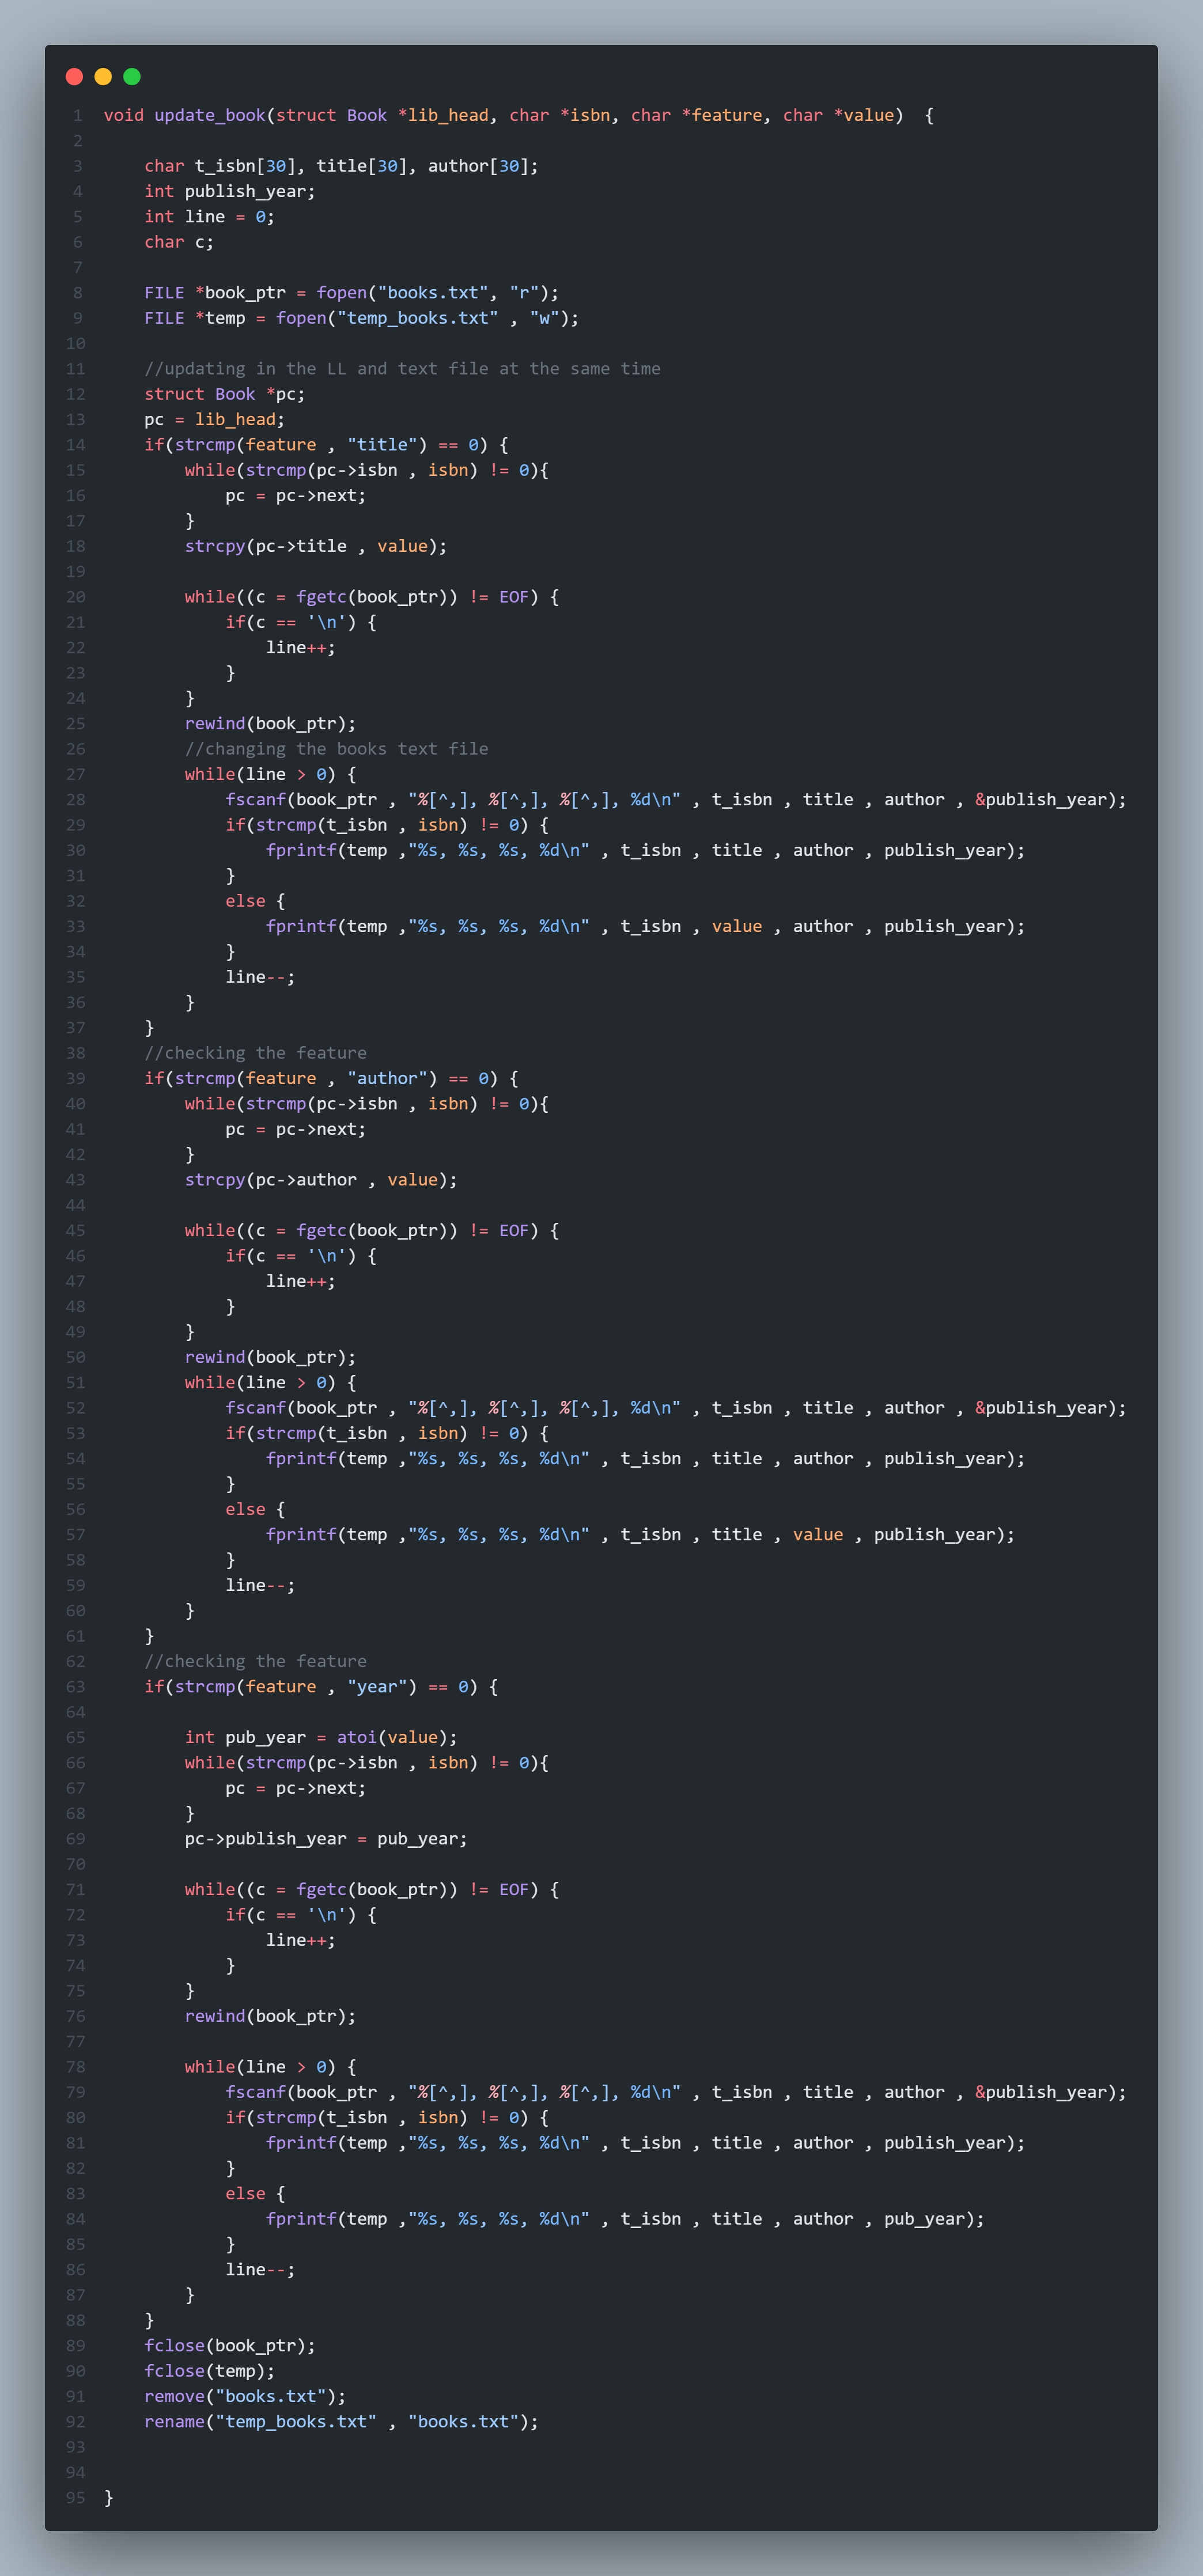 1 void update_book(struct Book *lib_head, char *isbn, char *feature, char *value)  {
2
3     char t_isbn[30], title[30], author[30];
4     int publish_year;
5     int line = 0;
6     char c;
7
8     FILE *book_ptr = fopen("books.txt", "r");
9     FILE *temp = fopen("temp_books.txt" , "w");
10
11     //updating in the LL and text file at the same time
12     struct Book *pc;
13     pc = lib_head;
14     if(strcmp(feature , "title") == 0) {
15         while(strcmp(pc->isbn , isbn) != 0){
16             pc = pc->next;
17         }
18         strcpy(pc->title , value);
19
20         while((c = fgetc(book_ptr)) != EOF) {
21             if(c == '\n') {
22                 line++;
23             }
24         }
25         rewind(book_ptr);
26         //changing the books text file
27         while(line > 0) {
28             fscanf(book_ptr , "%[^,], %[^,], %[^,], %d\n" , t_isbn , title , author , &publish_year);
29             if(strcmp(t_isbn , isbn) != 0) {
30                 fprintf(temp ,"%s, %s, %s, %d\n" , t_isbn , title , author , publish_year);
31             }
32             else {
33                 fprintf(temp ,"%s, %s, %s, %d\n" , t_isbn , value , author , publish_year);
34             }
35             line--;
36         }
37     }
38     //checking the feature
39     if(strcmp(feature , "author") == 0) {
40         while(strcmp(pc->isbn , isbn) != 0){
41             pc = pc->next;
42         }
43         strcpy(pc->author , value);
44
45         while((c = fgetc(book_ptr)) != EOF) {
46             if(c == '\n') {
47                 line++;
48             }
49         }
50         rewind(book_ptr);
51         while(line > 0) {
52             fscanf(book_ptr , "%[^,], %[^,], %[^,], %d\n" , t_isbn , title , author , &publish_year);
53             if(strcmp(t_isbn , isbn) != 0) {
54                 fprintf(temp ,"%s, %s, %s, %d\n" , t_isbn , title , author , publish_year);
55             }
56             else {
57                 fprintf(temp ,"%s, %s, %s, %d\n" , t_isbn , title , value , publish_year);
58             }
59             line--;
60         }
61     }
62     //checking the feature
63     if(strcmp(feature , "year") == 0) {
64
65         int pub_year = atoi(value);
66         while(strcmp(pc->isbn , isbn) != 0){
67             pc = pc->next;
68         }
69         pc->publish_year = pub_year;
70
71         while((c = fgetc(book_ptr)) != EOF) {
72             if(c == '\n') {
73                 line++;
74             }
75         }
76         rewind(book_ptr);
77
78         while(line > 0) {
79             fscanf(book_ptr , "%[^,], %[^,], %[^,], %d\n" , t_isbn , title , author , &publish_year);
80             if(strcmp(t_isbn , isbn) != 0) {
81                 fprintf(temp ,"%s, %s, %s, %d\n" , t_isbn , title , author , publish_year);
82             }
83             else {
84                 fprintf(temp ,"%s, %s, %s, %d\n" , t_isbn , title , author , pub_year);
85             }
86             line--;
87         }
88     }
89     fclose(book_ptr);
90     fclose(temp);
91     remove("books.txt");
92     rename("temp_books.txt" , "books.txt");
93
94
95 }